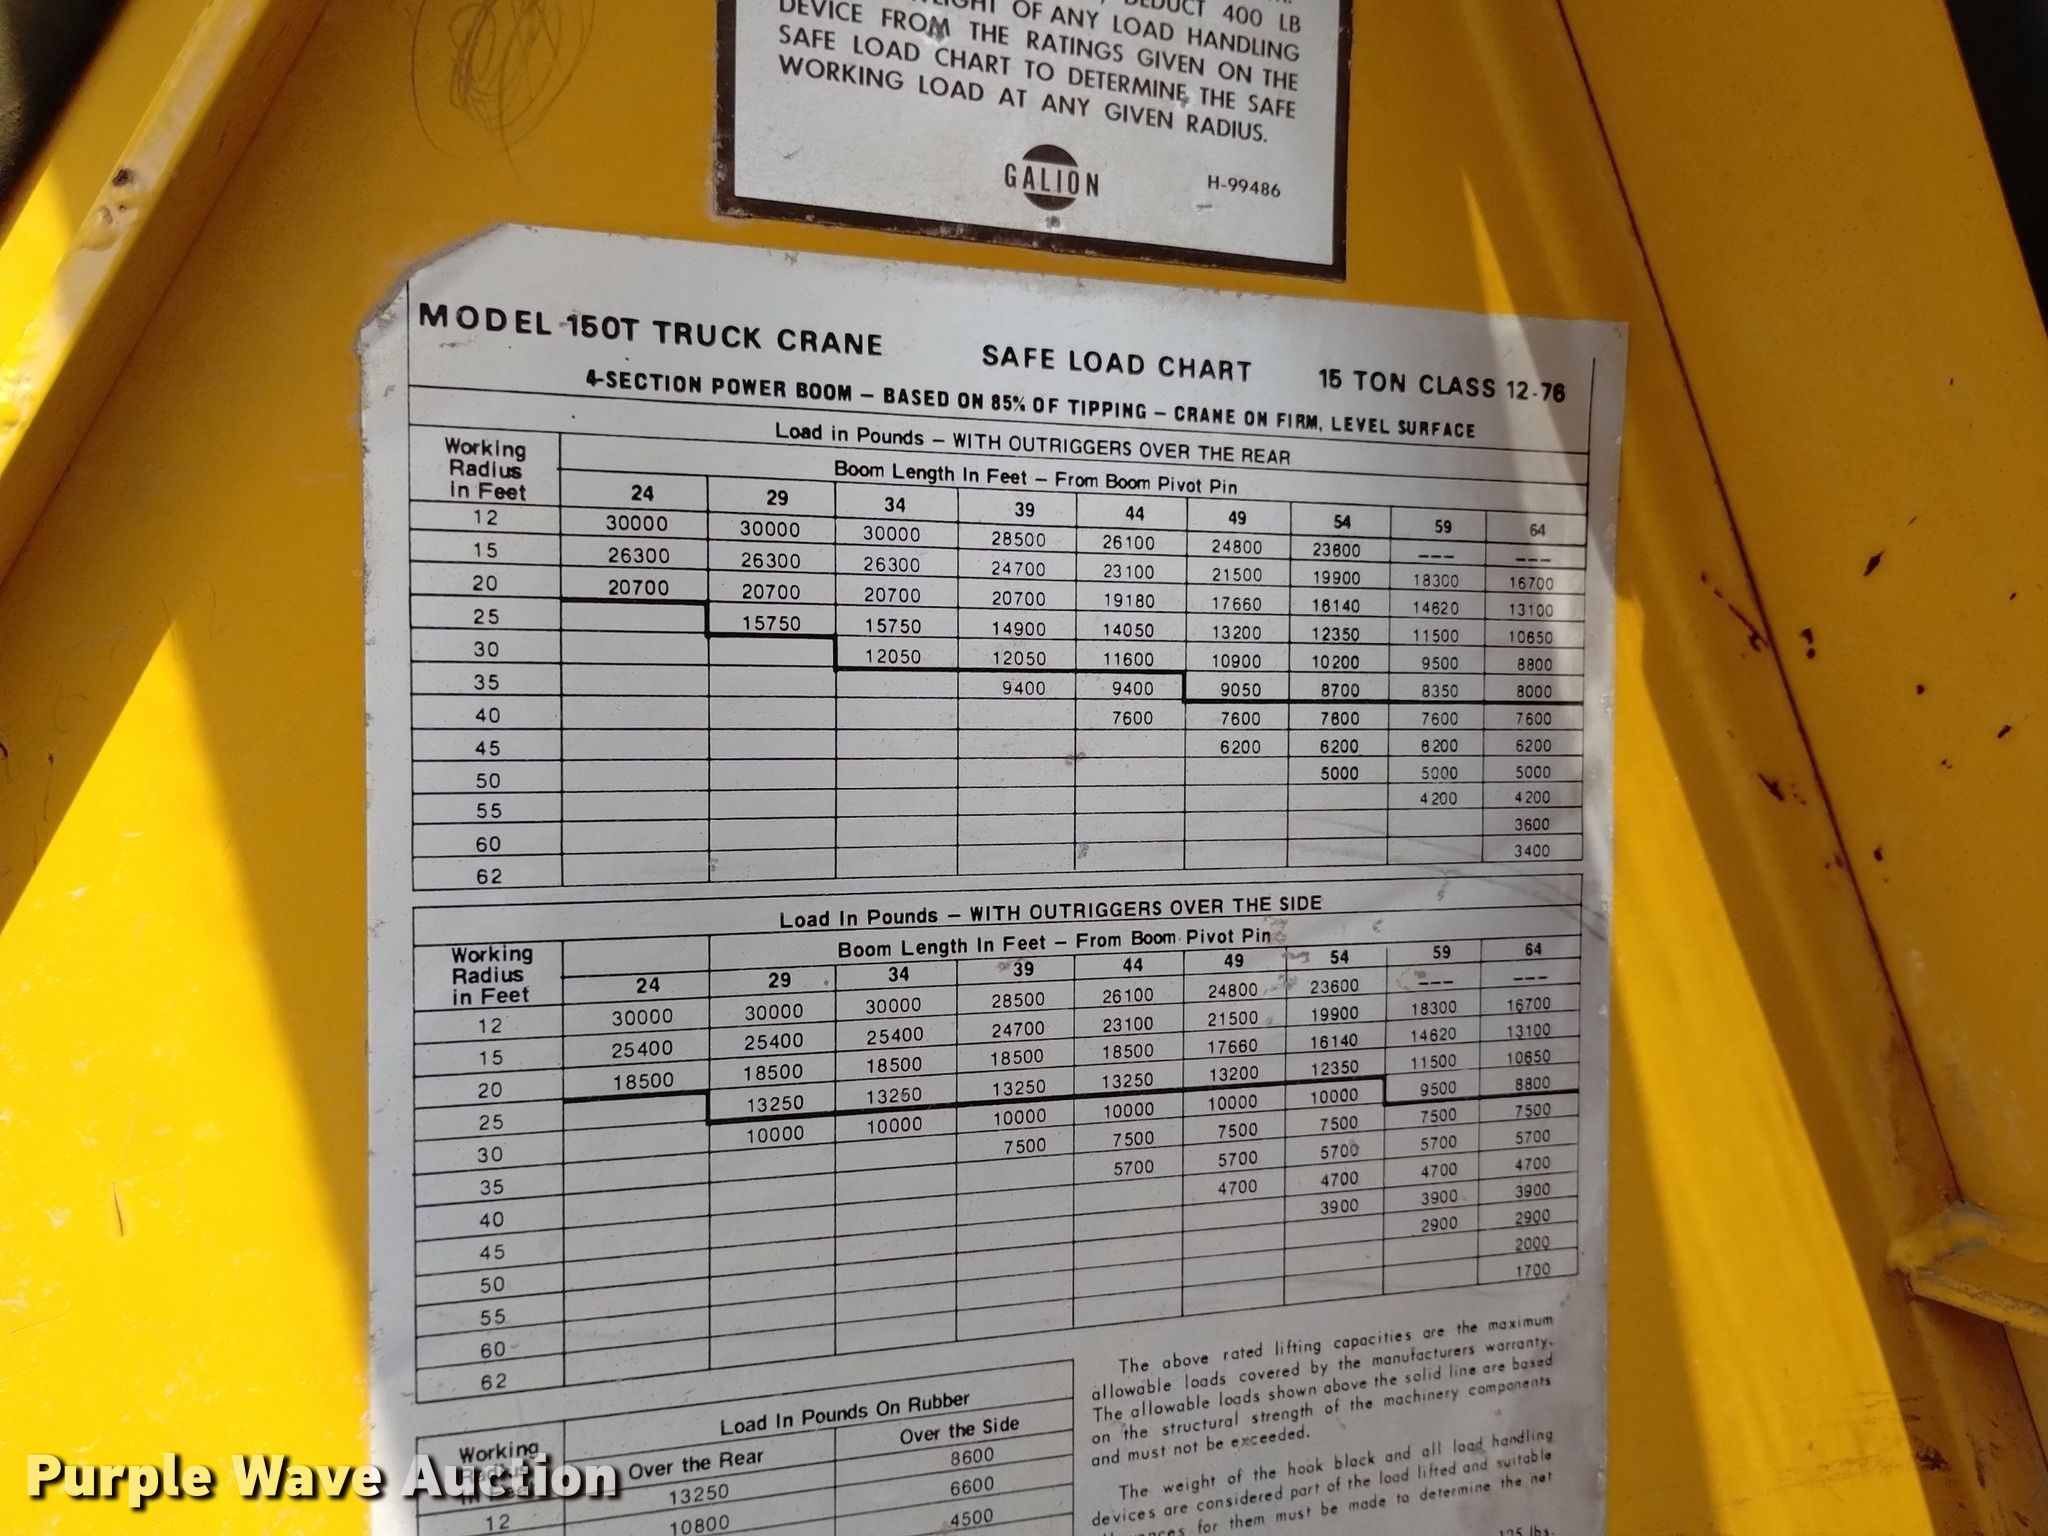 DEDUCT 400 LB
OF ANY LOAD HANDLING
DEVICE FROM THE RATINGS GIVEN ON THE
SAFE LOAD CHART TO DETERMINE THE SAFE
WORKING LOAD AT ANY GIVEN RADIUS.
GALION
H-99486
MODEL 150T TRUCK CRANE SAFE LOAD CHART 15 TON CLASS 12-76
4-SECTION POWER BOOM – BASED ON 85% OF TIPPING – CRANE ON FIRM, LEVEL SURFACE
Load in Pounds – WITH OUTRIGGERS OVER THE REAR
Working
Radius
In Feet
Boom Length In Feet – From Boom Pivot Pin
24 29 34 39 44 49 54 59 64
12 30000 30000 30000 28500 26100 24800 23600 --- ---
15 26300 26300 26300 24700 23100 21500 19900 18300 16700
20 20700 20700 20700 20700 19180 17660 16140 14620 13100
25 15750 15750 14900 14050 13200 12350 11500 10650
30 12050 12050 11600 10900 10200 9500 8800
35 9400 9400 9050 8700 8350 8000
40 7600 7600 7600 7600 7600
45 6200 6200 6200 6200
50 5000 5000 5000
55 4200 4200
60 3600
62 3400
Load In Pounds – WITH OUTRIGGERS OVER THE SIDE
Working
Radius
in Feet
Boom Length In Feet – From Boom Pivot Pin
24 29 34 39 44 49 54 59 64
12 30000 30000 30000 28500 26100 24800 23600 --- ---
15 25400 25400 25400 24700 23100 21500 19900 18300 16700
20 18500 18500 18500 18500 18500 17660 16140 14620 13100
25 13250 13250 13250 13250 13200 12350 11500 10650
30 10000 10000 10000 10000 10000 10000 9500 8800
35 7500 7500 7500 7500 7500 7500
40 5700 5700 5700 5700 5700
45 4700 4700 4700 4700
50 3900 3900 3900
55 2900 2900
60 2000
62 1700
Load In Pounds On Rubber
Working
Over the Rear Over the Side
12 13250 8600
10800 6600
4500
The above rated lifting capacities are the maximum
allowable loads covered by the manufacturers warranty.
The allowable loads shown above the solid line are based
on the structural strength of the machinery components
and must not be exceeded.
The weight of the hook block and all load handling
devices are considered part of the load lifted and suitable
for them must be made to determine the net
lbs.
Purple Wave Auction